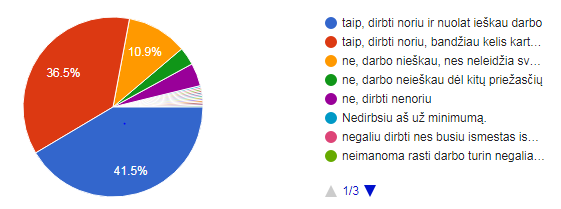 10.9%
36.5%
41.5%
taip, dirbti noriu ir nuolat ieškau darbo
taip, dirbti noriu, bandžiau kelis kart…
ne, darbo nieškau, nes neleidžia sv…
ne, darbo neieškau dėl kitų priežasčių
ne, dirbti nenoriu
Nedirbsiu aš už minimumą.
negaliu dirbti nes busiu ismestas is…
neimanoma rasti darbo turin negalia…
1/3